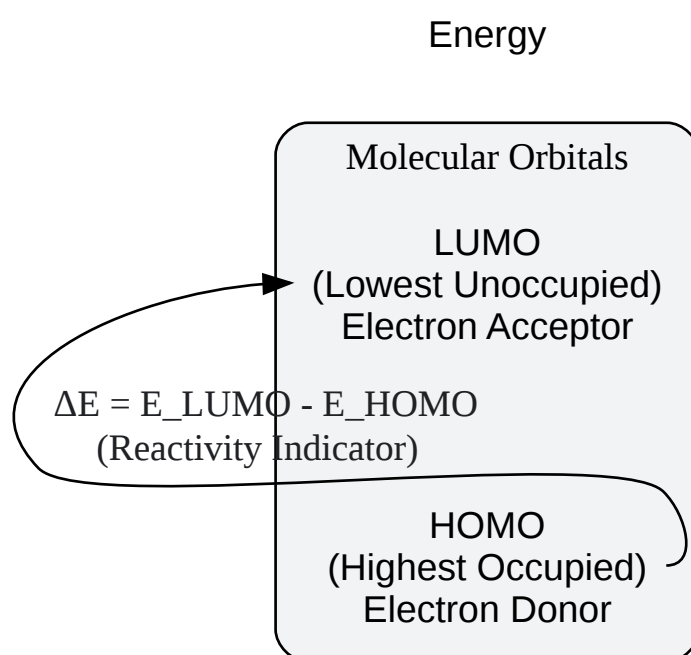 Energy
Molecular Orbitals
LUMO
(Lowest Unoccupied)
Electron Acceptor
ΔE = E_LUMO - E_HOMO
(Reactivity Indicator)
HOMO
(Highest Occupied)
Electron Donor